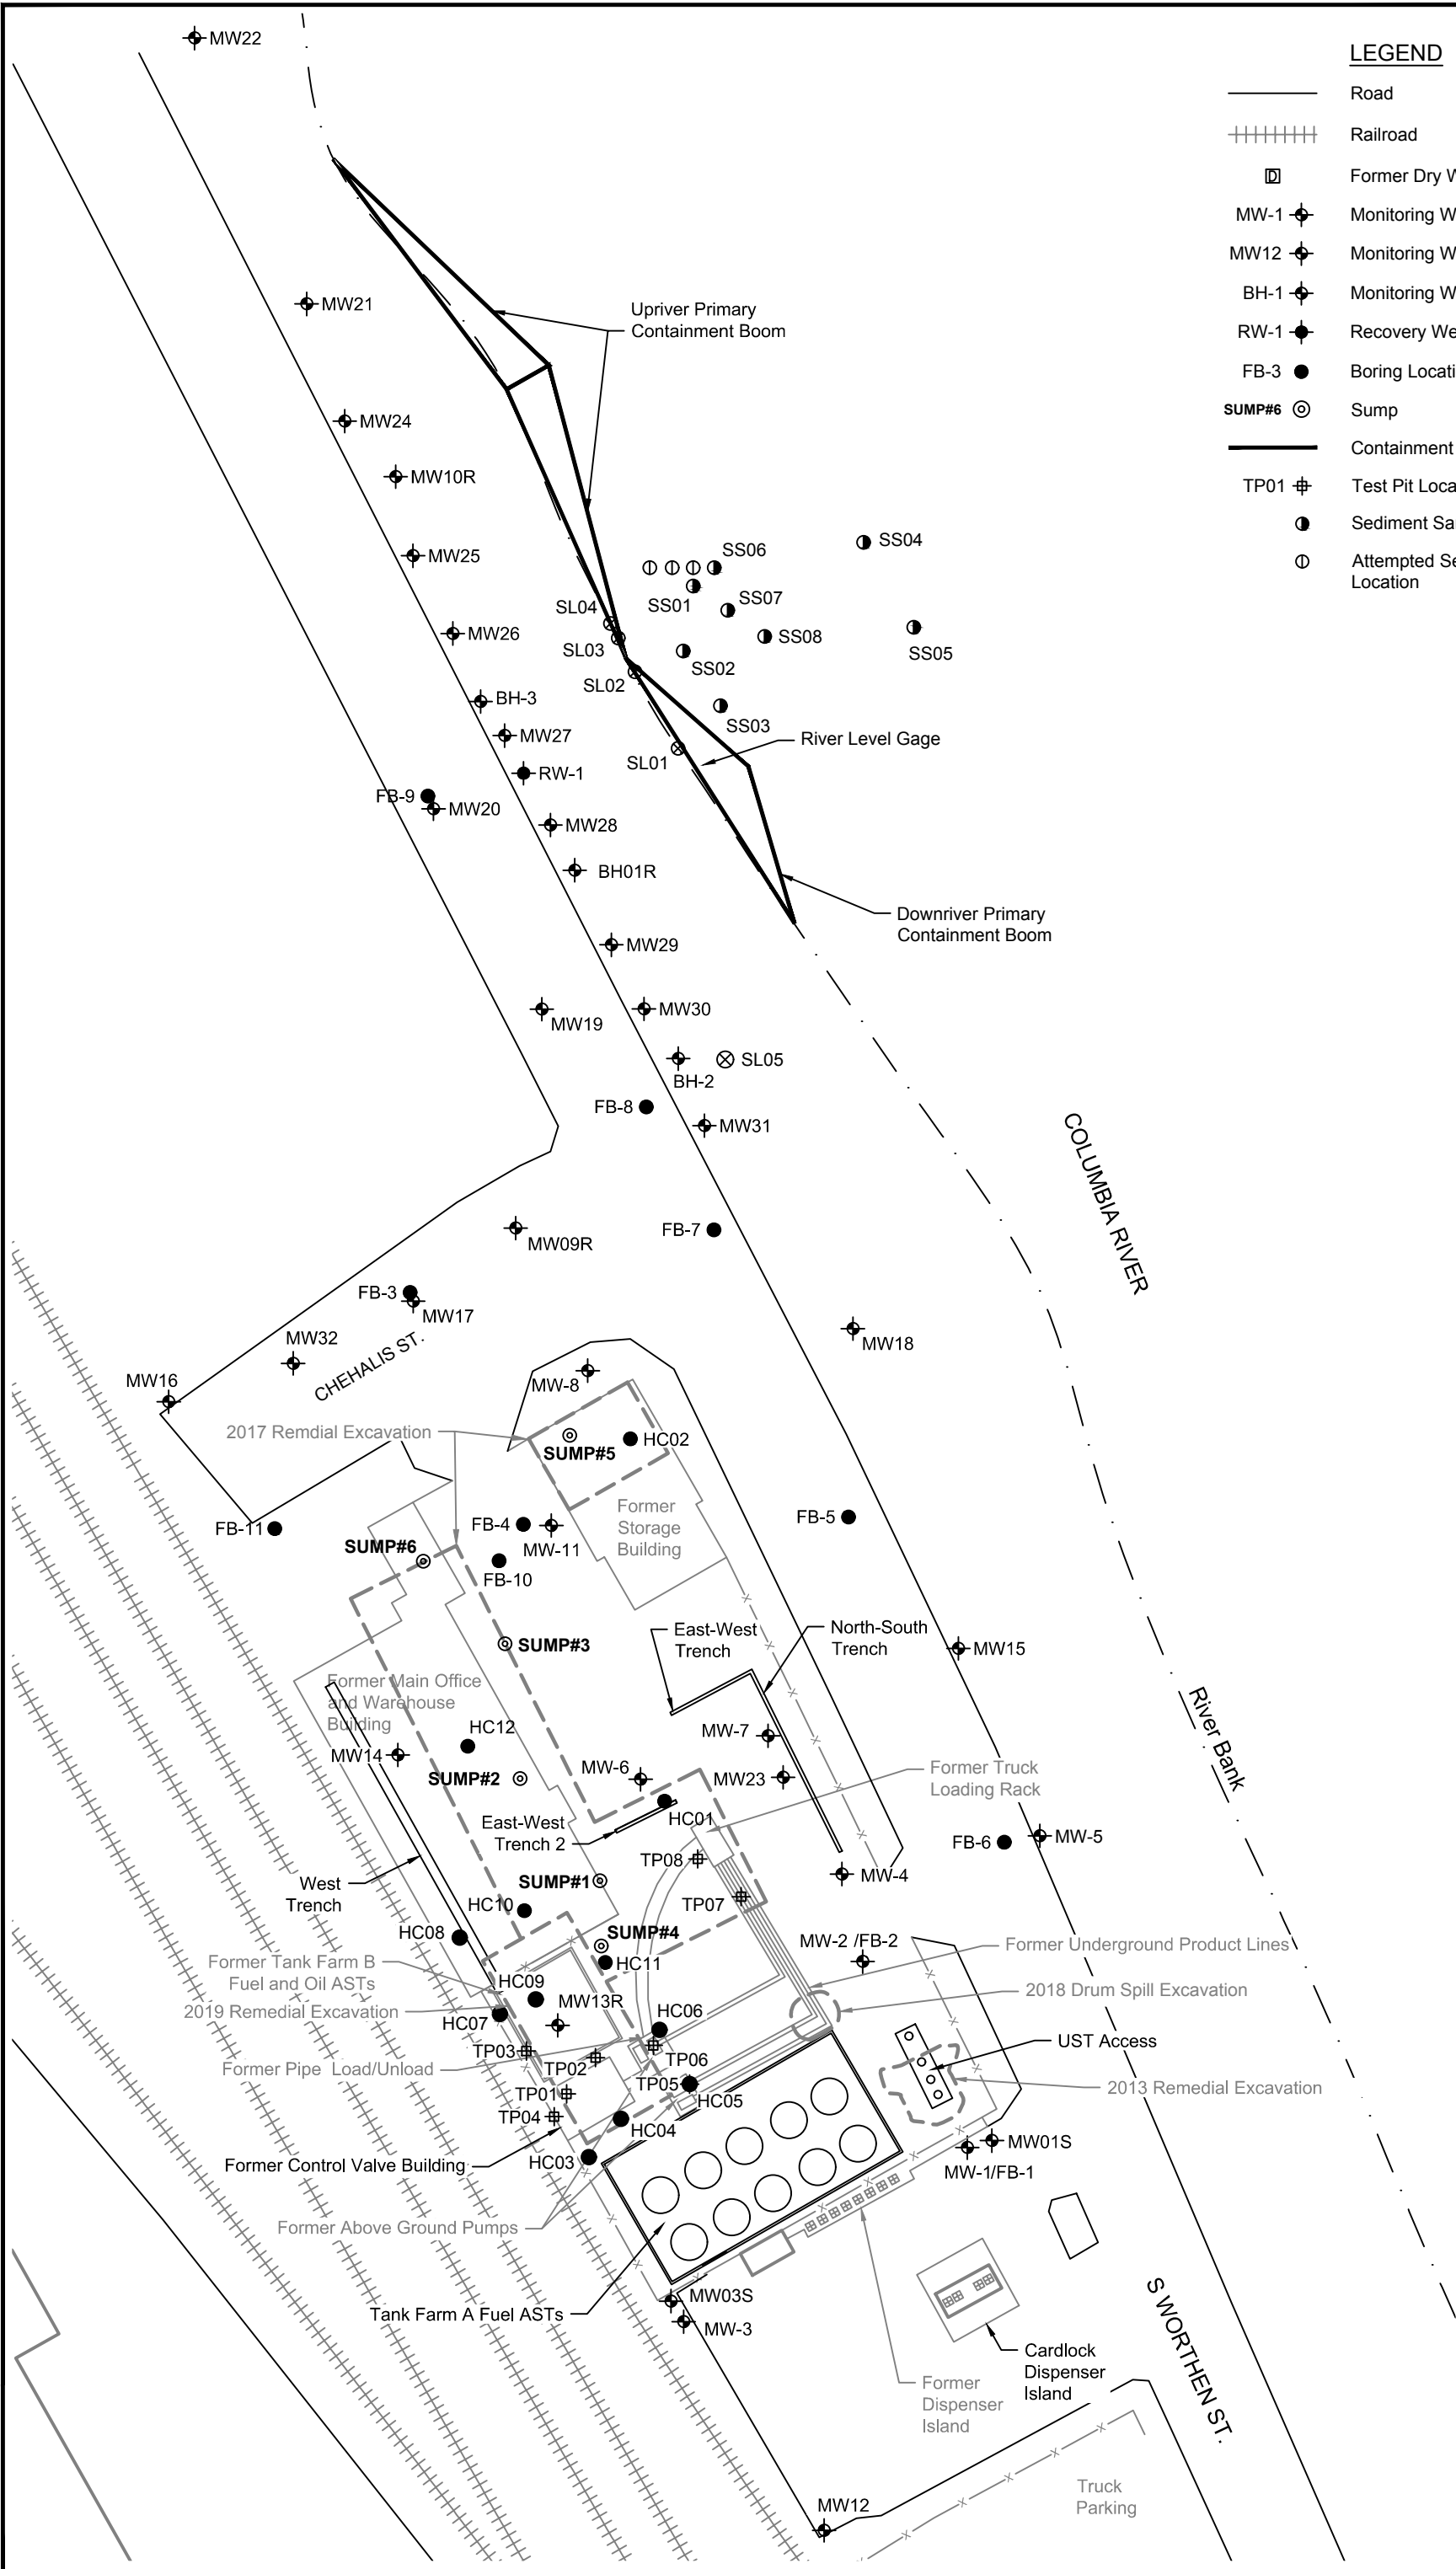 MW22
LEGEND
Road
Railroad
D
Former Dry W
MW-1
Monitoring W
MW12
Monitoring W
BH-1
Monitoring W
RW-1
Recovery We
FB-3
Boring Locati
SUMP#6
Sump
Containment
TP01
Test Pit Loca
Sediment Sa
Attempted Se
Location
MW21
Upriver Primary
Containment Boom
MW24
MW10R
MW25
SS04
SS06
SS01
SS07
SL04
MW26
SS08
SL03
SS05
SS02
SL02
BH-3
SS03
MW27
River Level Gage
SL01
RW-1
FB-9
MW20
MW28
BH01R
Downriver Primary
Containment Boom
MW29
MW30
MW19
SL05
BH-2
FB-8
MW31
COLUMBIA RIVER
FB-7
MW09R
FB-3
MW17
MW32
CHEHALIS ST.
MW18
MW16
MW-8
2017 Remdial Excavation
SUMP#5
HC02
Former
Storage
Building
FB-5
FB-11
FB-4
MW-11
SUMP#6
FB-10
SUMP#3
East-West
Trench
North-South
Trench
MW15
Former Main Office
and Warehouse
Building
HC12
MW14
MW-7
River Bank
SUMP#2
MW-6
MW23
Former Truck
Loading Rack
HC01
East-West
Trench 2
FB-6
MW-5
TP08
MW-4
West
Trench
SUMP#1
TP07
HC10
HC08
SUMP#4
MW-2 /FB-2
Former Underground Product Lines
Former Tank Farm B
Fuel and Oil ASTs
HC11
HC09
2018 Drum Spill Excavation
2019 Remedial Excavation
MW13R
HC07
HC06
UST Access
TP03
TP02
TP06
Former Pipe Load/Unload
TP05
2013 Remedial Excavation
TP01
HC05
TP04
HC04
MW01S
MW-1/FB-1
HC03
Former Control Valve Building
Former Above Ground Pumps
MW03S
Tank Farm A Fuel ASTs
MW-3
S WORTHEN ST.
Cardlock
Dispenser
Island
Former
Dispenser
Island
Truck
Parking
MW12